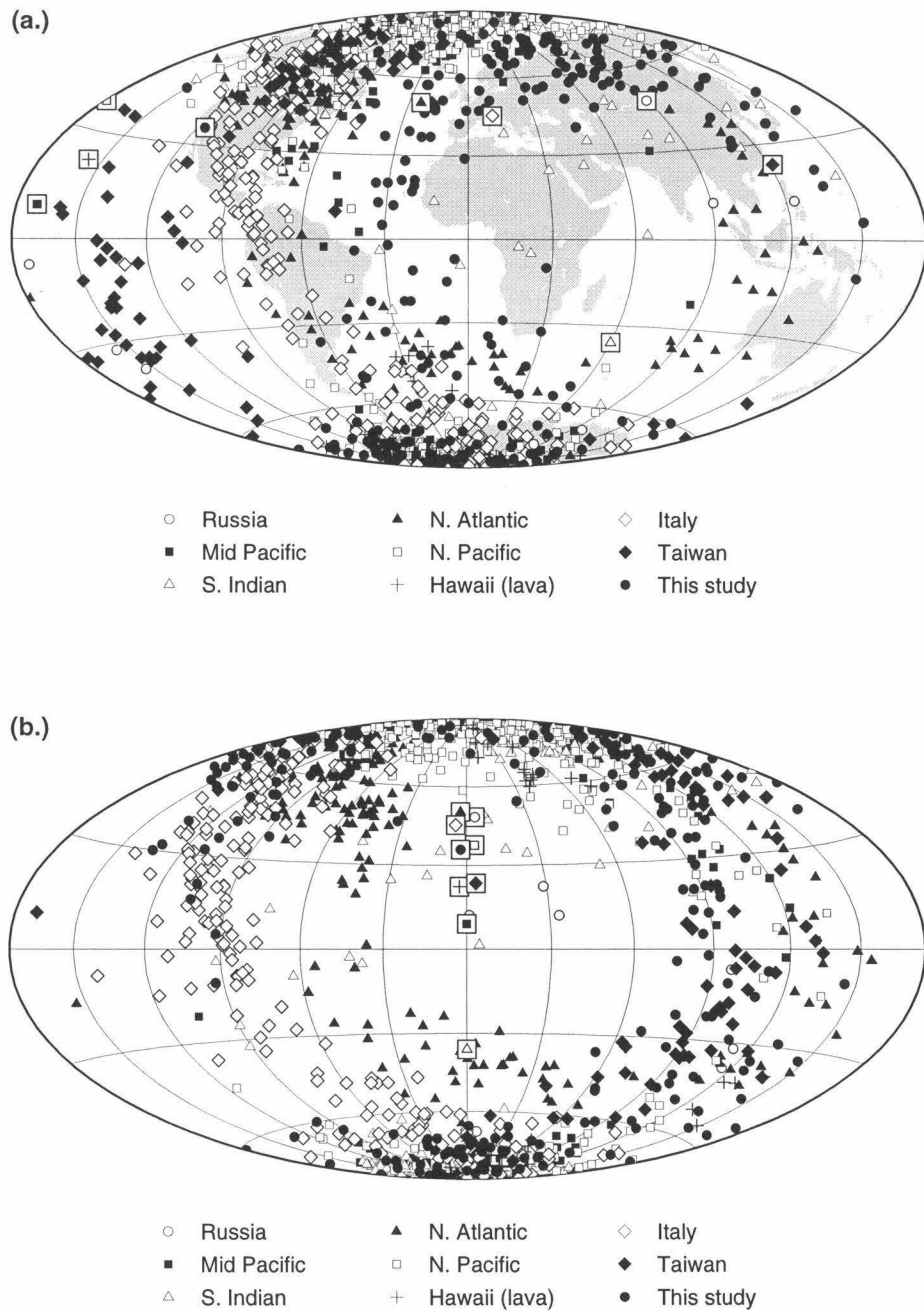 (a.)
Russia N. Atlantic Italy
Mid Pacific N. Pacific Taiwan
S. Indian Hawaii (lava) This study
(b.)
Russia N. Atlantic Italy
Mid Pacific N. Pacific Taiwan
S. Indian Hawaii (lava) This study